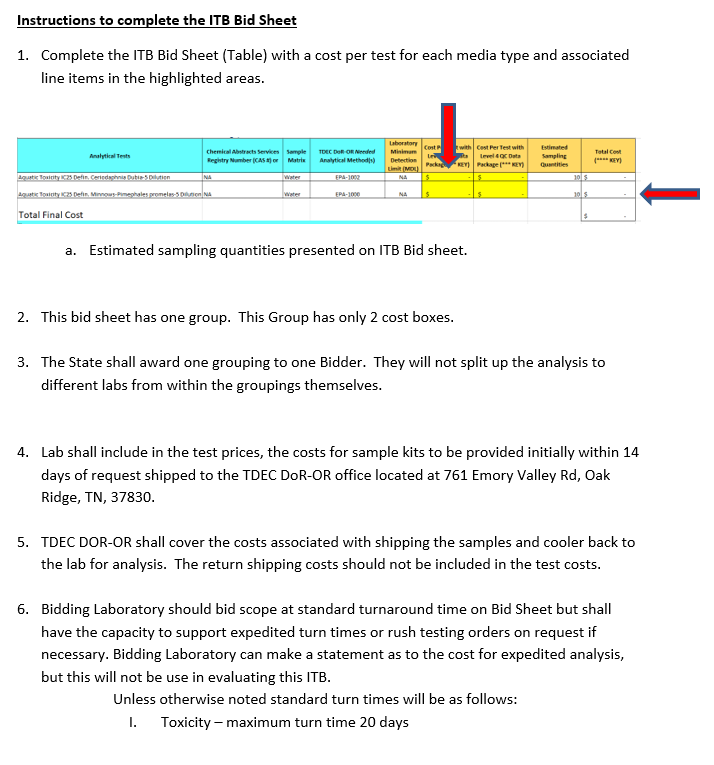 Instructions to complete the ITB Bid Sheet
1. Complete the ITB Bid Sheet (Table) with a cost per test for each media type and associated
line items in the highlighted areas.
Analytical Tests
Chemical Abstracts Services
Registry Number (CAS #) or
Sample
Matrix
TDEC DoR-OR Needed
Analytical Method(s)
Laboratory
Minimum
Detection
Limit (MDL)
Cost with
Package KEY)
Cost Per Test with
Level 4 QC Data
Package (*** KEY)
Estimated
Sampling
Quantities
Total Cost
(**** KEY)
Aquatic Toxicity IC25 Defin. Ceriodaphnia Dubia-5 Dilution NA Water EPA-1002 NA $ - $ - 10 $ -
Aquatic Toxicity IC25 Defin. Minnows-Pimephales promelas-5 Dilution NA Water EPA-1000 NA $ - $ - 10 $ -
Total Final Cost $ -
a. Estimated sampling quantities presented on ITB Bid sheet.
2. This bid sheet has one group. This Group has only 2 cost boxes.
3. The State shall award one grouping to one Bidder. They will not split up the analysis to
different labs from within the groupings themselves.
4. Lab shall include in the test prices, the costs for sample kits to be provided initially within 14
days of request shipped to the TDEC DoR-OR office located at 761 Emory Valley Rd, Oak
Ridge, TN, 37830.
5. TDEC DOR-OR shall cover the costs associated with shipping the samples and cooler back to
the lab for analysis. The return shipping costs should not be included in the test costs.
6. Bidding Laboratory should bid scope at standard turnaround time on Bid Sheet but shall
have the capacity to support expedited turn times or rush testing orders on request if
necessary. Bidding Laboratory can make a statement as to the cost for expedited analysis,
but this will not be use in evaluating this ITB.
Unless otherwise noted standard turn times will be as follows:
I. Toxicity – maximum turn time 20 days